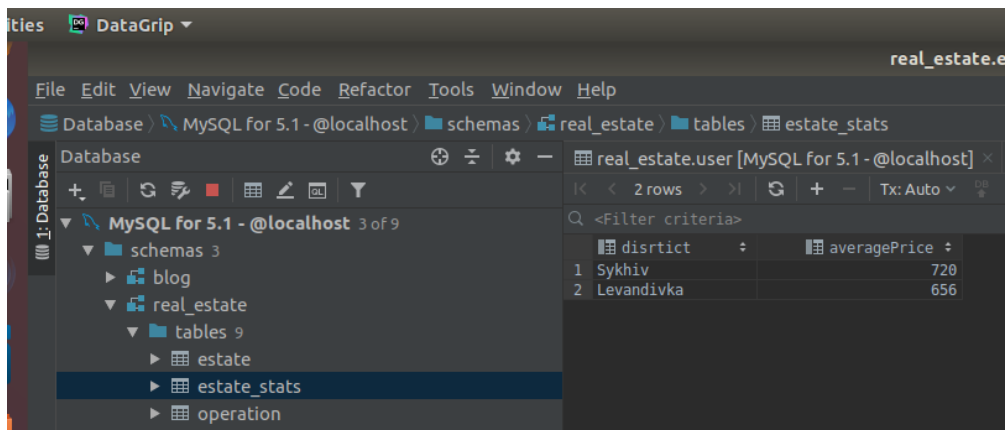 ities DataGrip
real_estate.e
File Edit View Navigate Code Refactor Tools Window Help
Database MySQL for 5.1 - @localhost schemas real_estate tables estate_stats
1: Database
Database
real_estate.user [MySQL for 5.1 - @localhost]
QL
2 rows
Tx: Auto
DB
<Filter criteria>
MySQL for 5.1 - @localhost 3 of 9
schemas 3
blog
real_estate
tables 9
estate
estate_stats
operation
disrtict averagePrice
1 Sykhiv 720
2 Levandivka 656